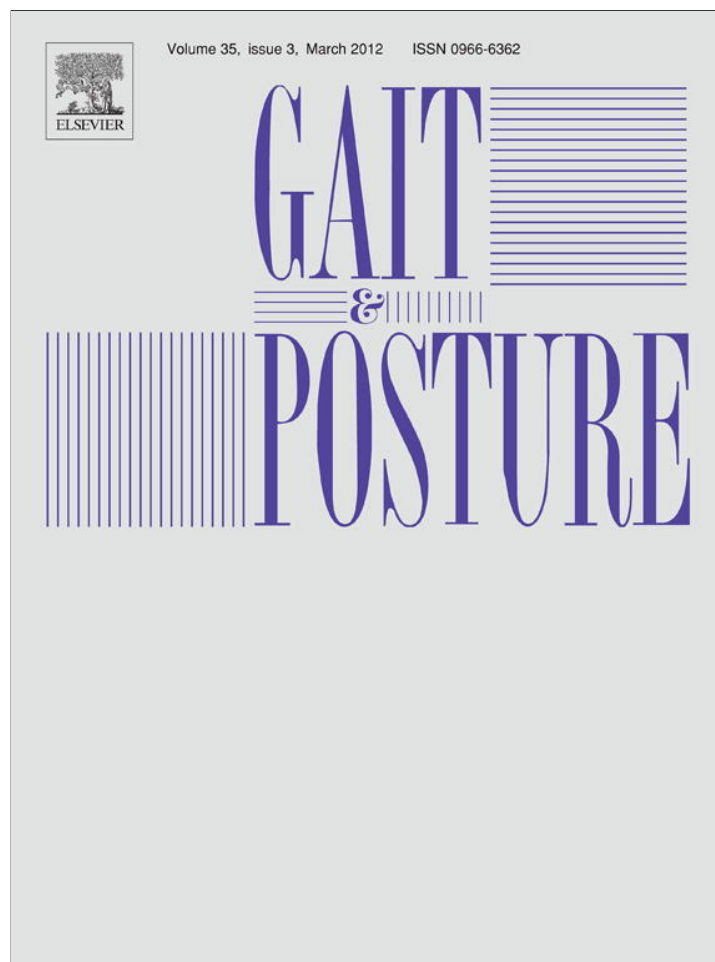 Volume 35, issue 3, March 2012 ISSN 0966-6362
ELSEVIER
GAIT
&
POSTURE